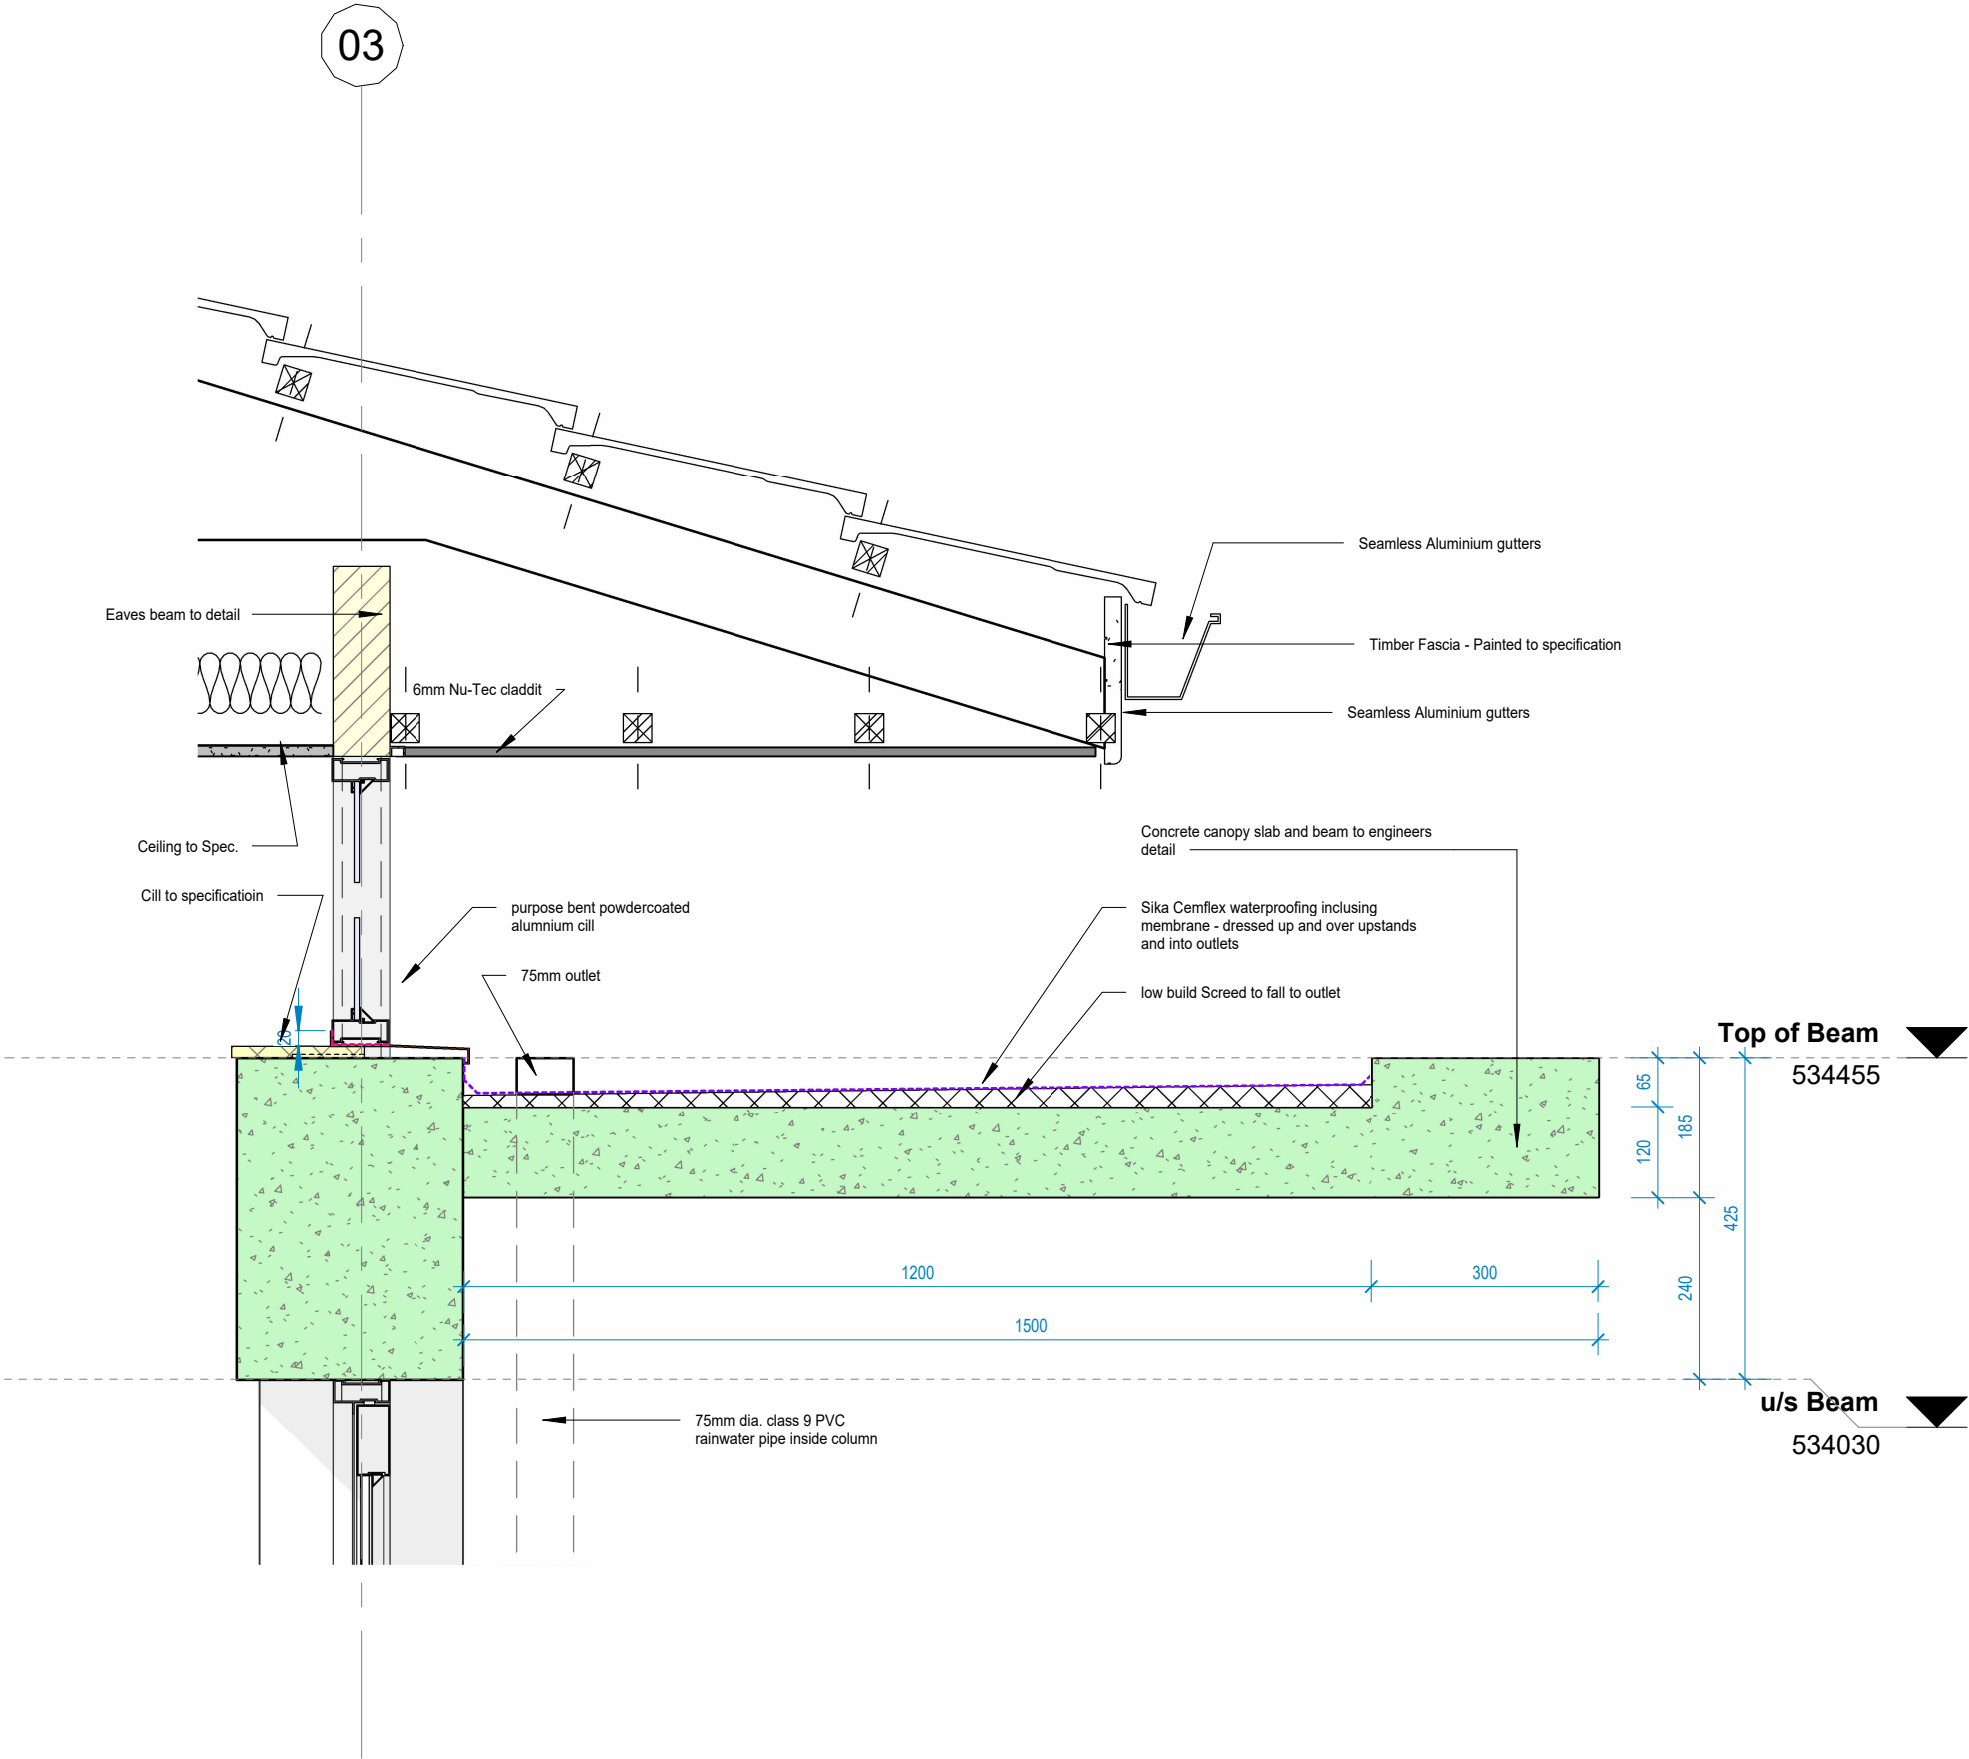 03
Seamless Aluminium gutters
Eaves beam to detail
Timber Fascia - Painted to specification
6mm Nu-Tec claddit
Seamless Aluminium gutters
Ceiling to Spec.
Concrete canopy slab and beam to engineers
detail
Cill to specificatioin
purpose bent powdercoated
alumnium cill
Sika Cemflex waterproofing inclusing
membrane - dressed up and over upstands
and into outlets
75mm outlet
low build Screed to fall to outlet
20
Top of Beam
534455
65
185
120
425
1200
300
240
1500
u/s Beam
534030
75mm dia. class 9 PVC
rainwater pipe inside column